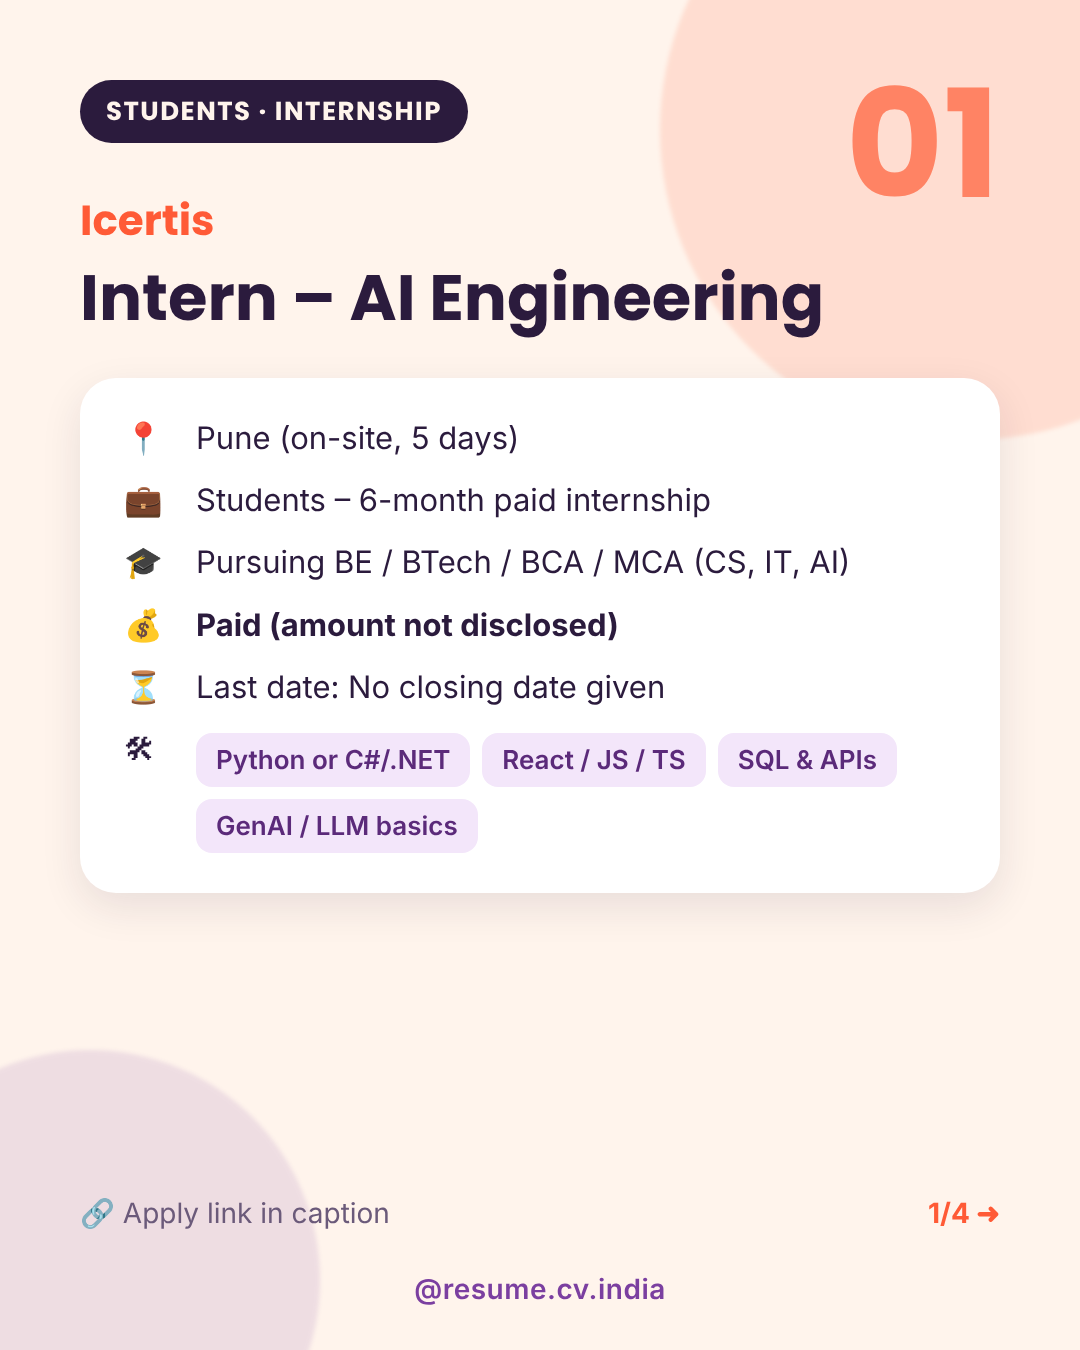 STUDENTS · INTERNSHIP
01
Icertis
Intern – AI Engineering
Pune (on-site, 5 days)
Students – 6-month paid internship
Pursuing BE / BTech / BCA / MCA (CS, IT, AI)
Paid (amount not disclosed)
Last date: No closing date given
Python or C#/.NET React / JS / TS SQL & APIs
GenAI / LLM basics
Apply link in caption
1/4 ➜
@resume.cv.india